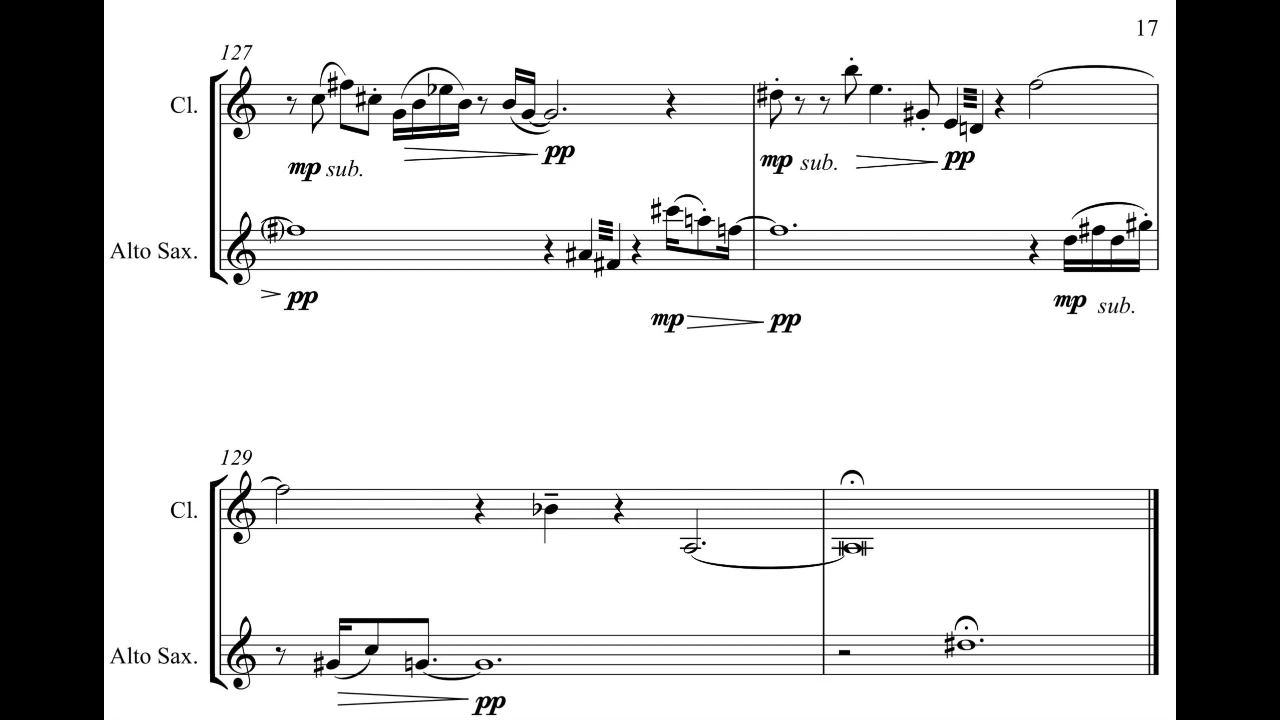 17
127
Cl.
mp sub.
pp
mp sub.
pp
Alto Sax.
pp
mp
pp
mp sub.
129
Cl.
Alto Sax.
pp